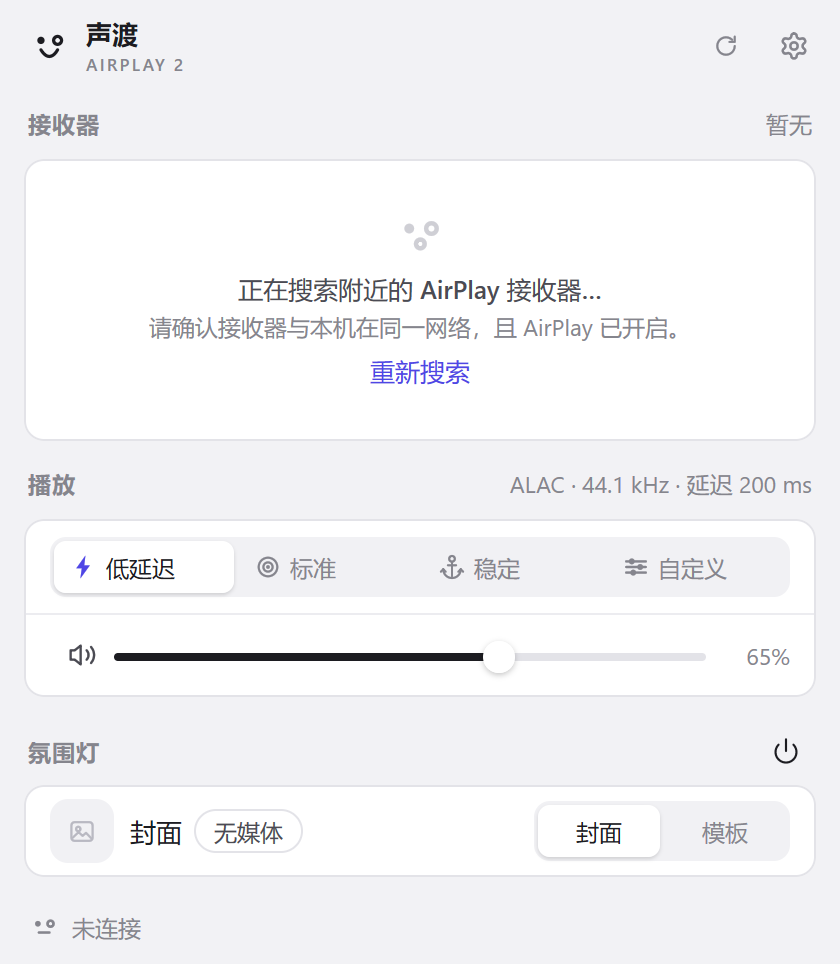 声渡
AIRPLAY 2
接收器 暂无
正在搜索附近的 AirPlay 接收器...
请确认接收器与本机在同一网络，且 AirPlay 已开启。
重新搜索
播放 ALAC · 44.1 kHz · 延迟 200 ms
低延迟 标准 稳定 自定义
65%
氛围灯
封面 无媒体 封面 模板
未连接